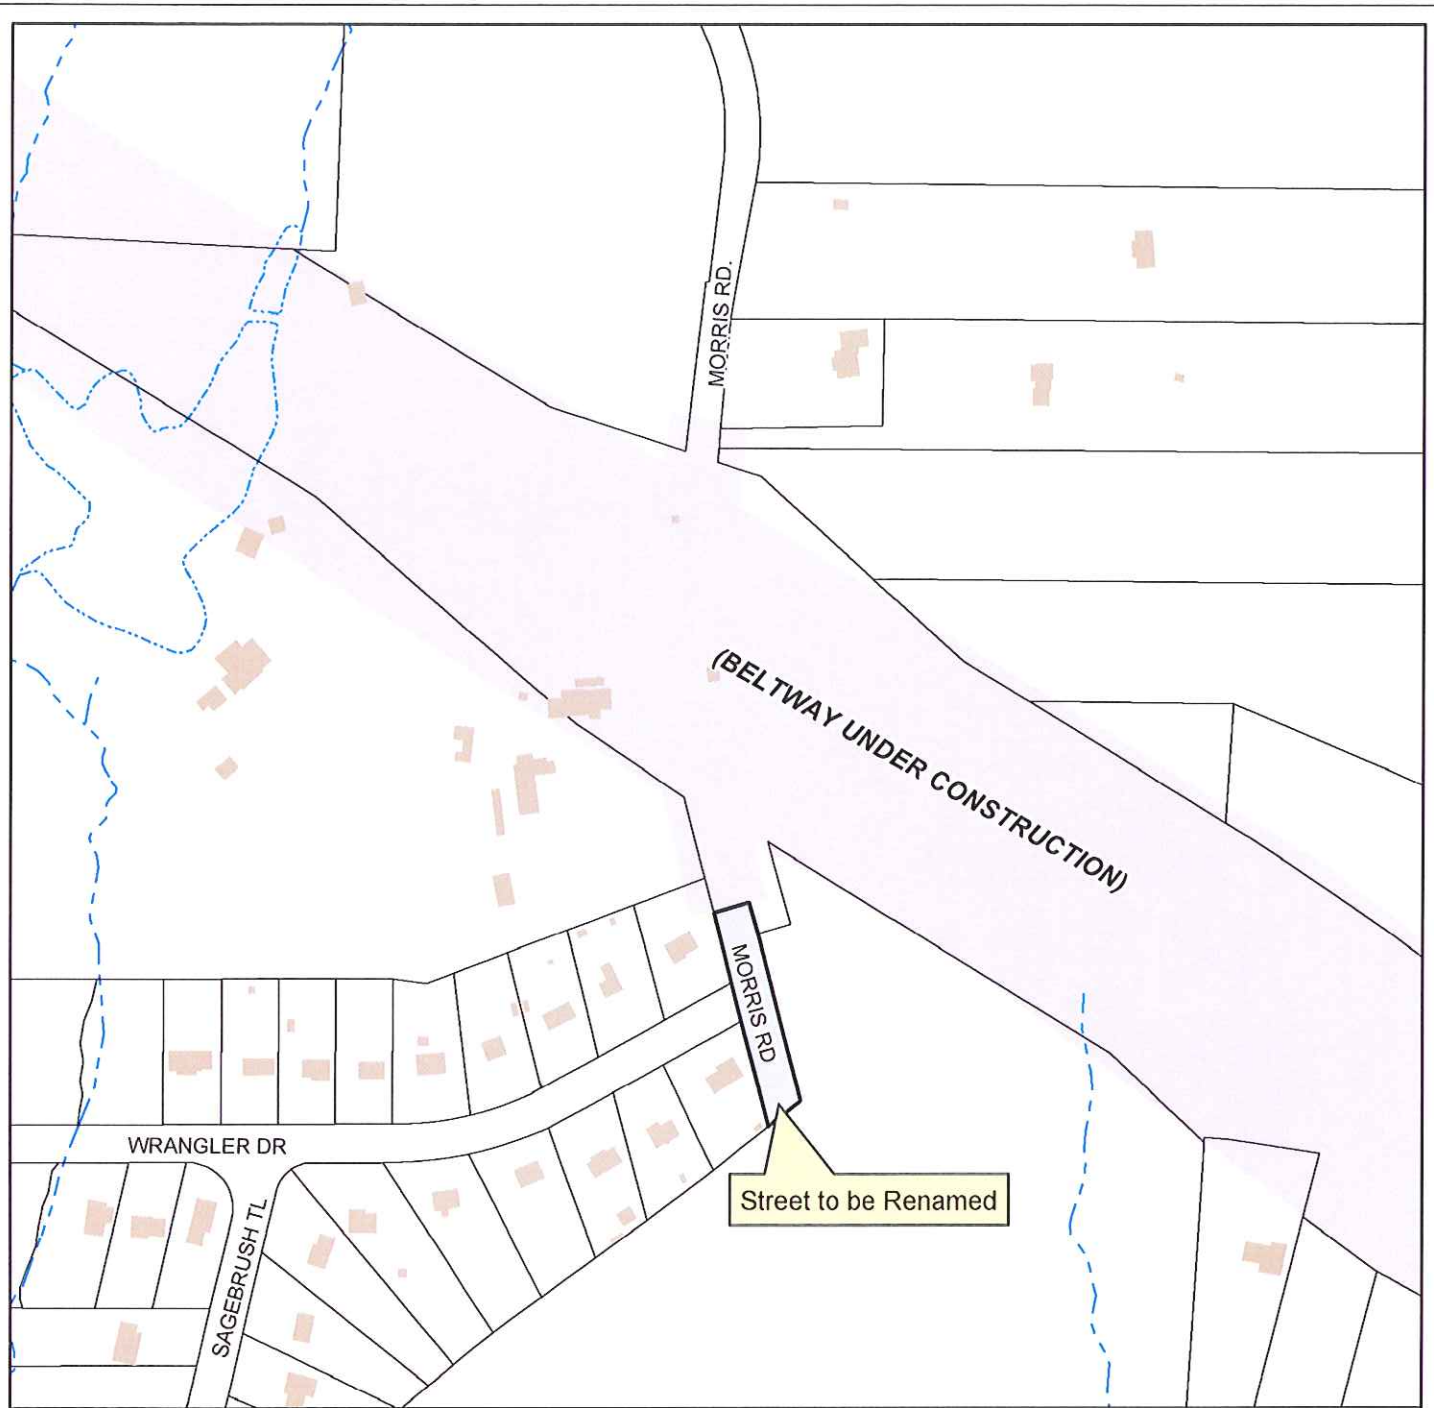 MORRIS RD.
(BELTWAY UNDER CONSTRUCTION)
MORRIS RD
WRANGLER DR
Street to be Renamed
SAGEBRUSH TL